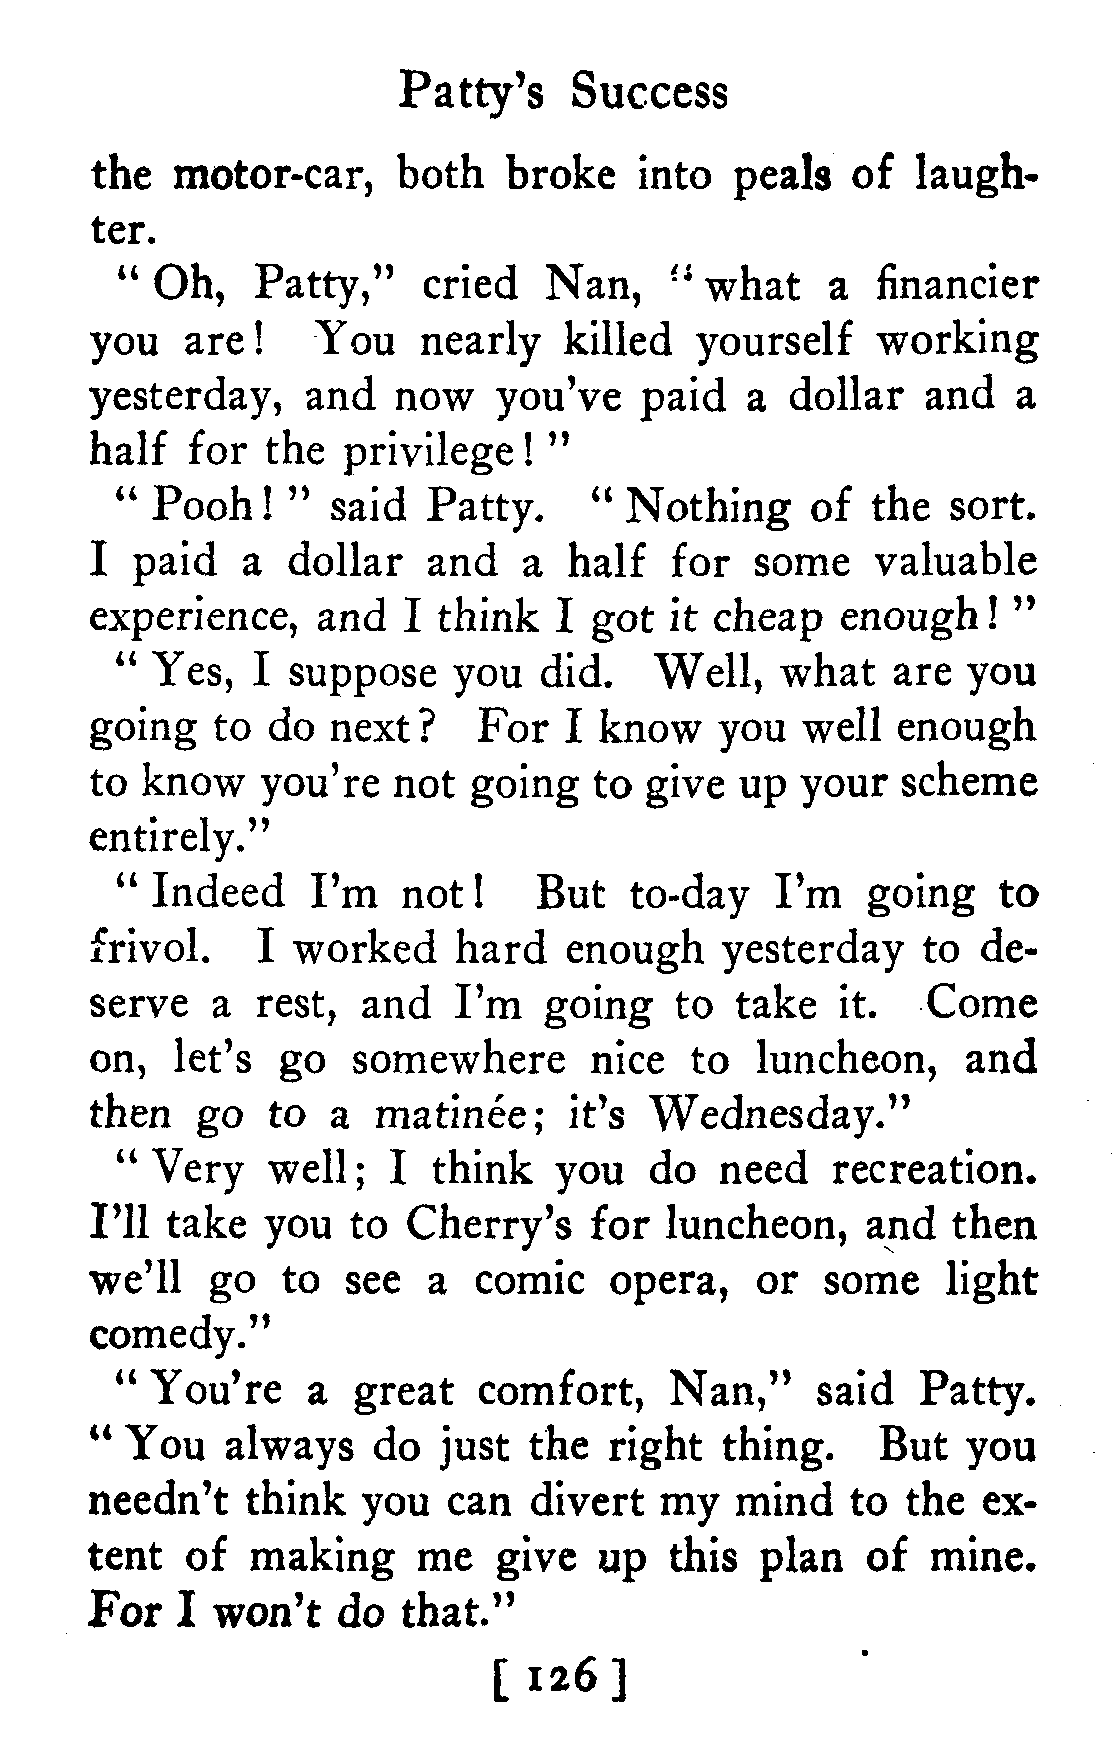 Patty's Success
the motor-car, both broke into peals of laugh-
ter.
" Oh, Patty," cried Nan, " what a financier
you are! You nearly killed yourself working
yesterday, and now you've paid a dollar and a
half for the privilege! "
" Pooh! " said Patty. " Nothing of the sort.
I paid a dollar and a half for some valuable
experience, and I think I got it cheap enough! "
" Yes, I suppose you did. Well, what are you
going to do next? For I know you well enough
to know you're not going to give up your scheme
entirely."
" Indeed I'm not! But to-day I'm going to
frivol. I worked hard enough yesterday to de-
serve a rest, and I'm going to take it. Come
on, let's go somewhere nice to luncheon, and
then go to a matinée; it's Wednesday."
" Very well; I think you do need recreation.
I'll take you to Cherry's for luncheon, and then
we'll go to see a comic opera, or some light
comedy."
" You're a great comfort, Nan," said Patty.
" You always do just the right thing. But you
needn't think you can divert my mind to the ex-
tent of making me give up this plan of mine.
For I won't do that."
[ 126 ]